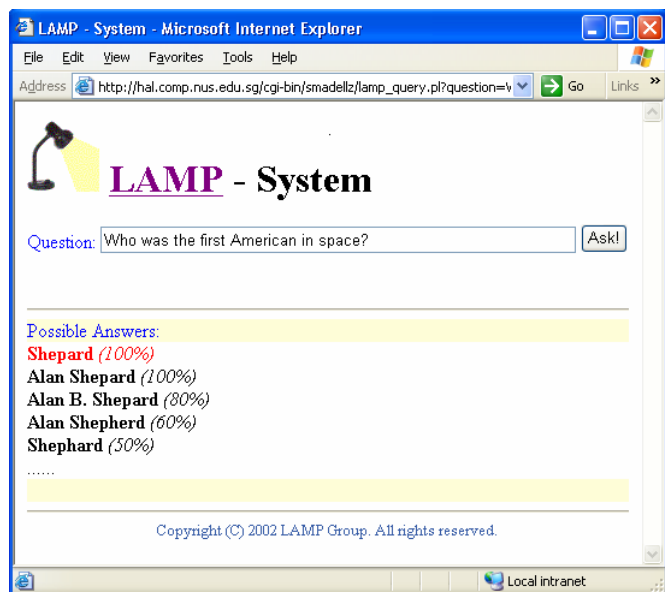 LAMP - System - Microsoft Internet Explorer
File Edit View Favorites Tools Help
Address http://hal.comp.nus.edu.sg/cgi-bin/smadellz/lamp_query.pl?question=\ Go Links »
LAMP - System
Question: Who was the first American in space? Ask!
Possible Answers:
Shepard (100%)
Alan Shepard (100%)
Alan B. Shepard (80%)
Alan Shepherd (60%)
Shephard (50%)
......
Copyright (C) 2002 LAMP Group. All rights reserved.
Local intranet